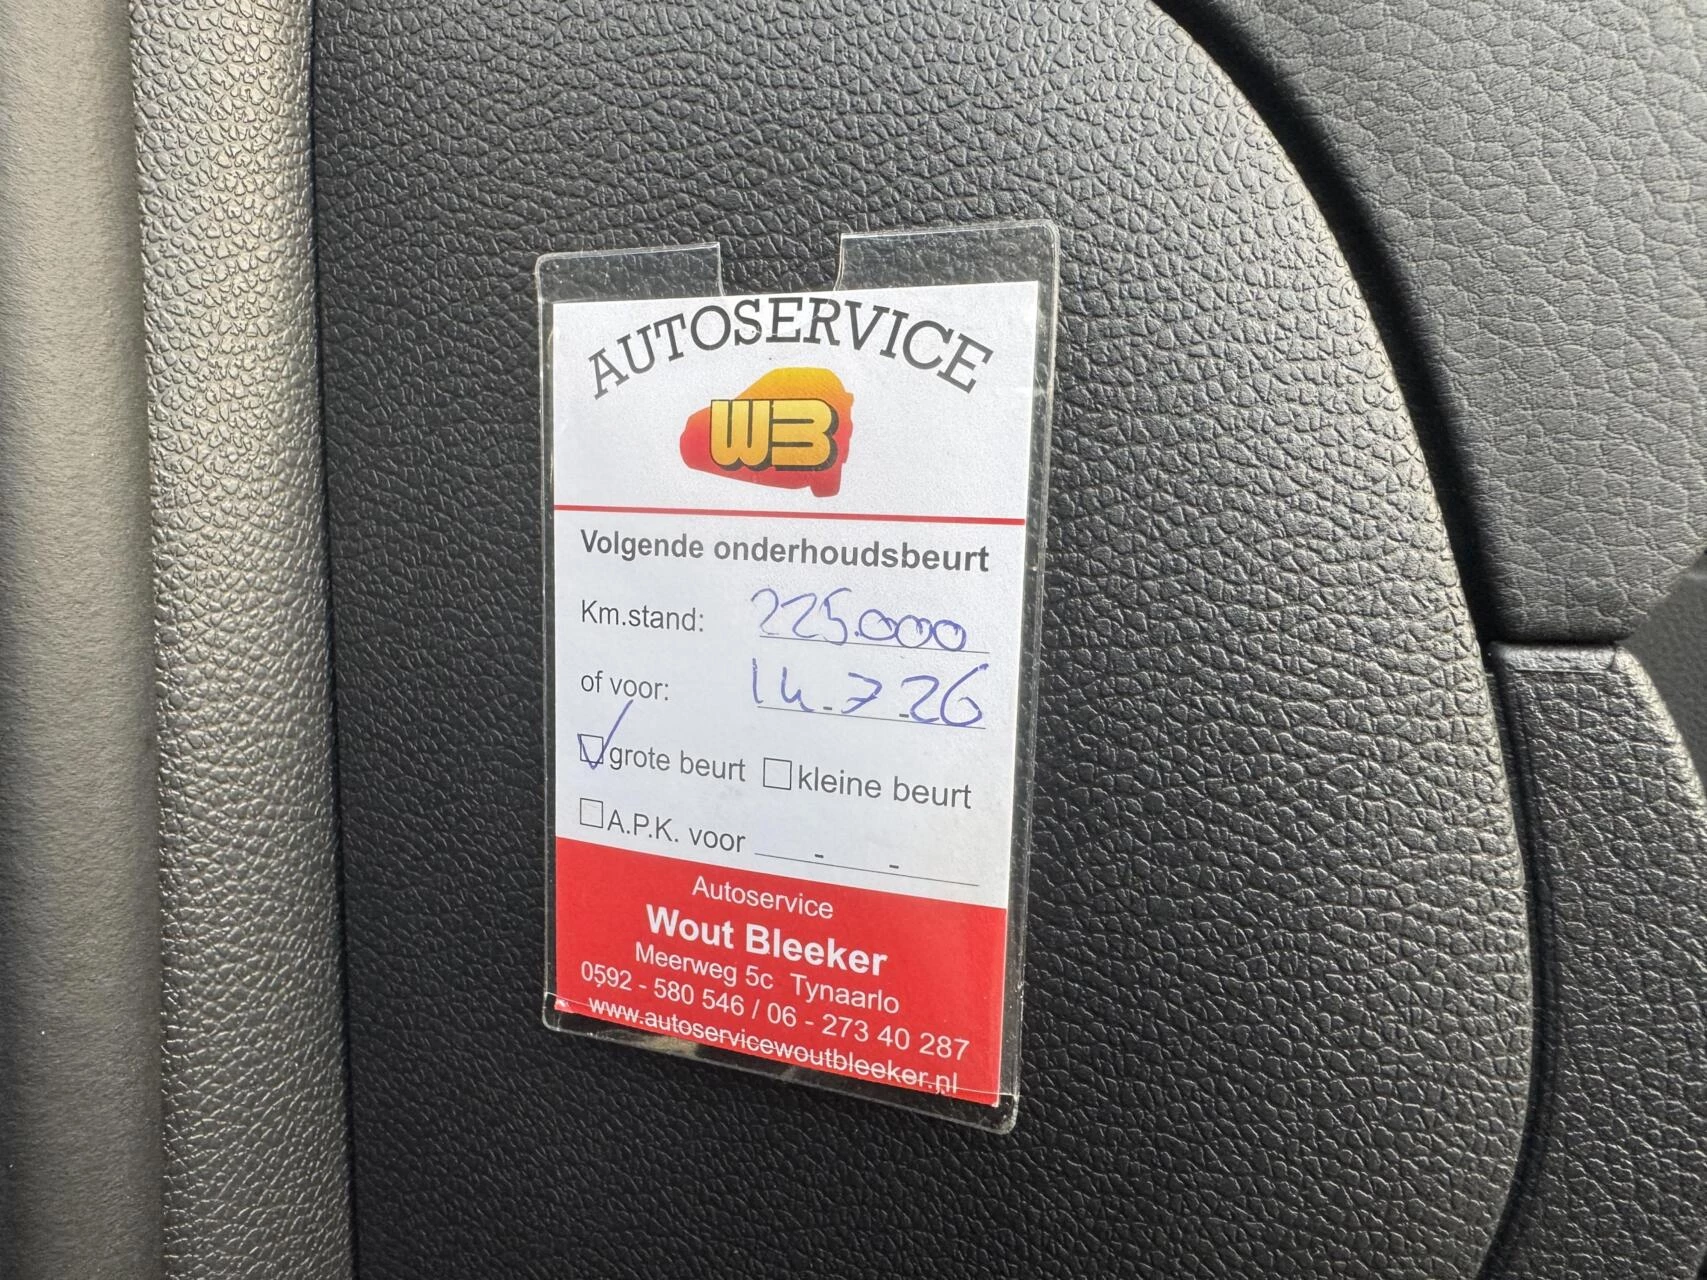 AUTOSERVICE
WB
Volgende onderhoudsbeurt
Km.stand: 225.000
of voor: 14-7-26
grote beurt kleine beurt
A.P.K. voor - -
Autoservice
Wout Bleeker
Meerweg 5c Tynaarlo
0592 - 580 546 / 06 - 273 40 287
www.autoservicewoutbleeker.nl